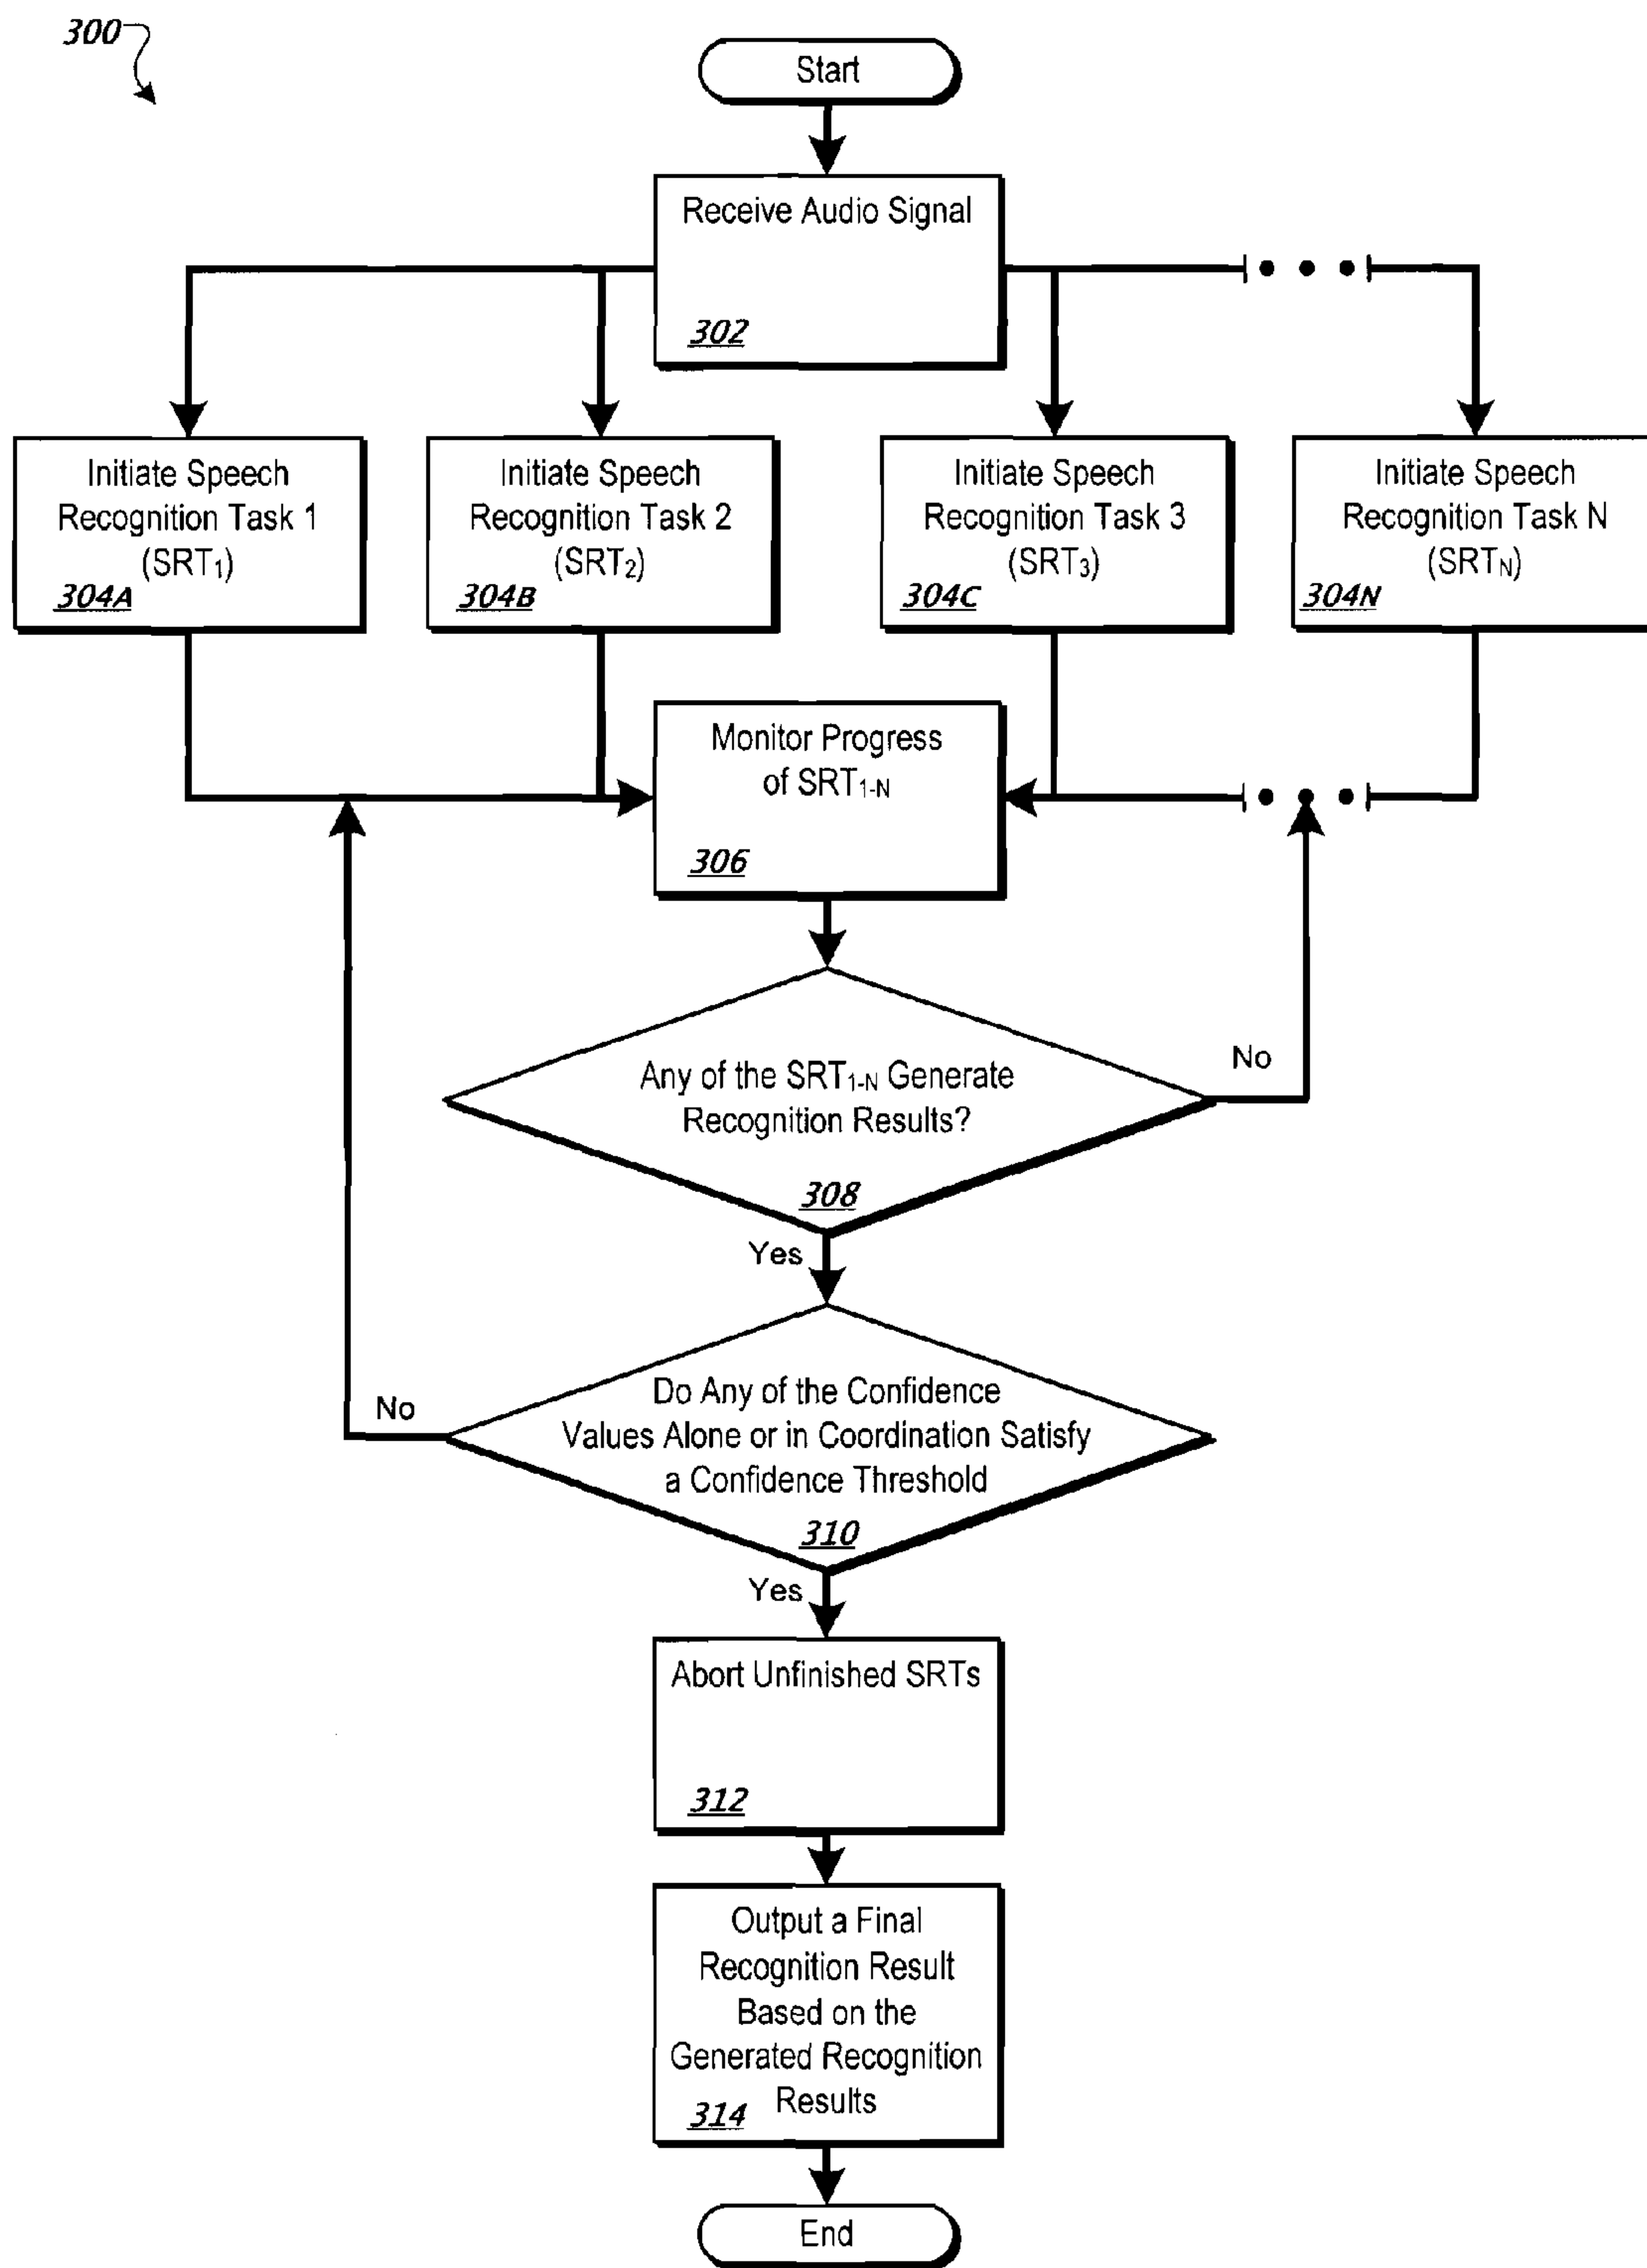 300
Start
Receive Audio Signal
302
Initiate Speech
Recognition Task 1
(SRT₁)
304A
Initiate Speech
Recognition Task 2
(SRT₂)
304B
Initiate Speech
Recognition Task 3
(SRT₃)
304C
Initiate Speech
Recognition Task N
(SRTN)
304N
Monitor Progress
of SRT1-N
306
Any of the SRT1-N Generate
Recognition Results?
308
No
Yes
Do Any of the Confidence
Values Alone or in Coordination Satisfy
a Confidence Threshold
310
No
Yes
Abort Unfinished SRTs
312
Output a Final
Recognition Result
Based on the
Generated Recognition
Results
314
End